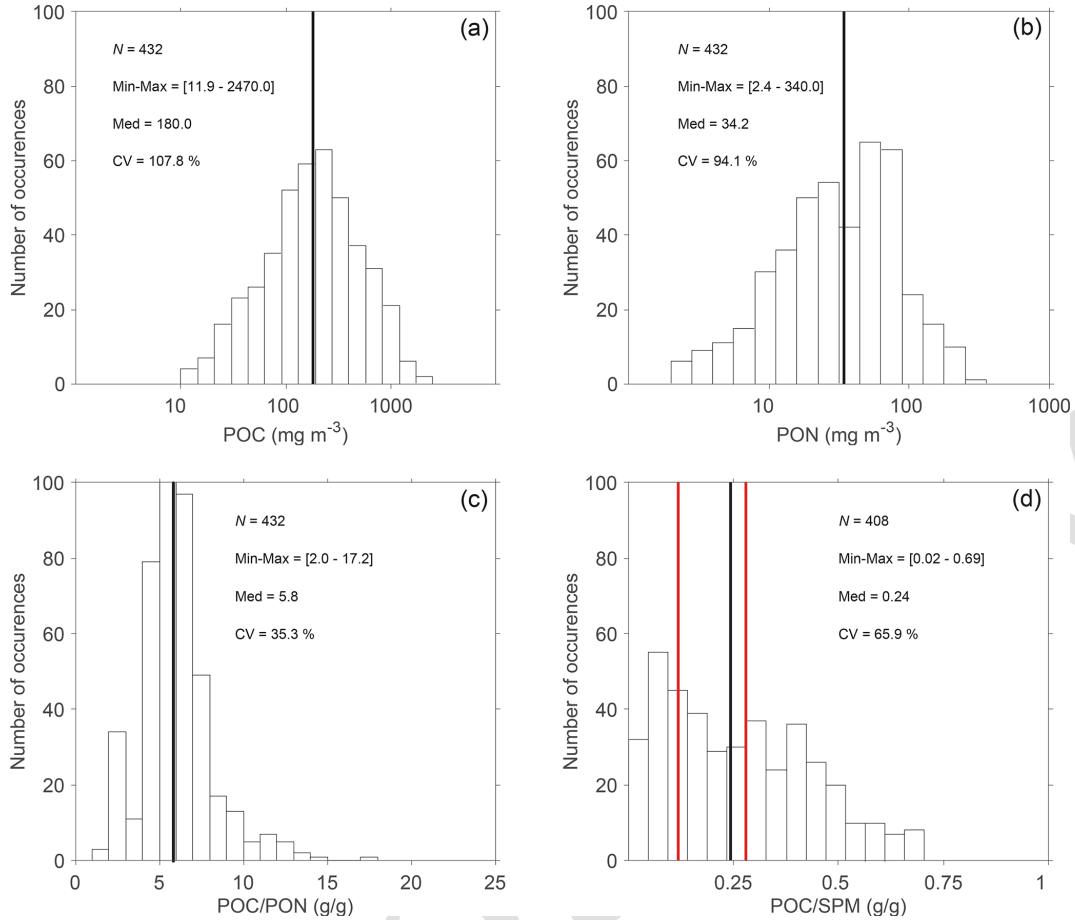 (a)
N = 432
Min-Max = [11.9 - 2470.0]
Med = 180.0
CV = 107.8 %
Number of occurences
100
80
60
40
20
0
10
100
1000
POC (mg m⁻³)
(b)
N = 432
Min-Max = [2.4 - 340.0]
Med = 34.2
CV = 94.1 %
Number of occurences
100
80
60
40
20
0
10
100
1000
PON (mg m⁻³)
(c)
N = 432
Min-Max = [2.0 - 17.2]
Med = 5.8
CV = 35.3 %
Number of occurences
100
80
60
40
20
0
0
5
10
15
20
25
POC/PON (g/g)
(d)
N = 408
Min-Max = [0.02 - 0.69]
Med = 0.24
CV = 65.9 %
Number of occurences
100
80
60
40
20
0
0.25
0.5
0.75
1
POC/SPM (g/g)